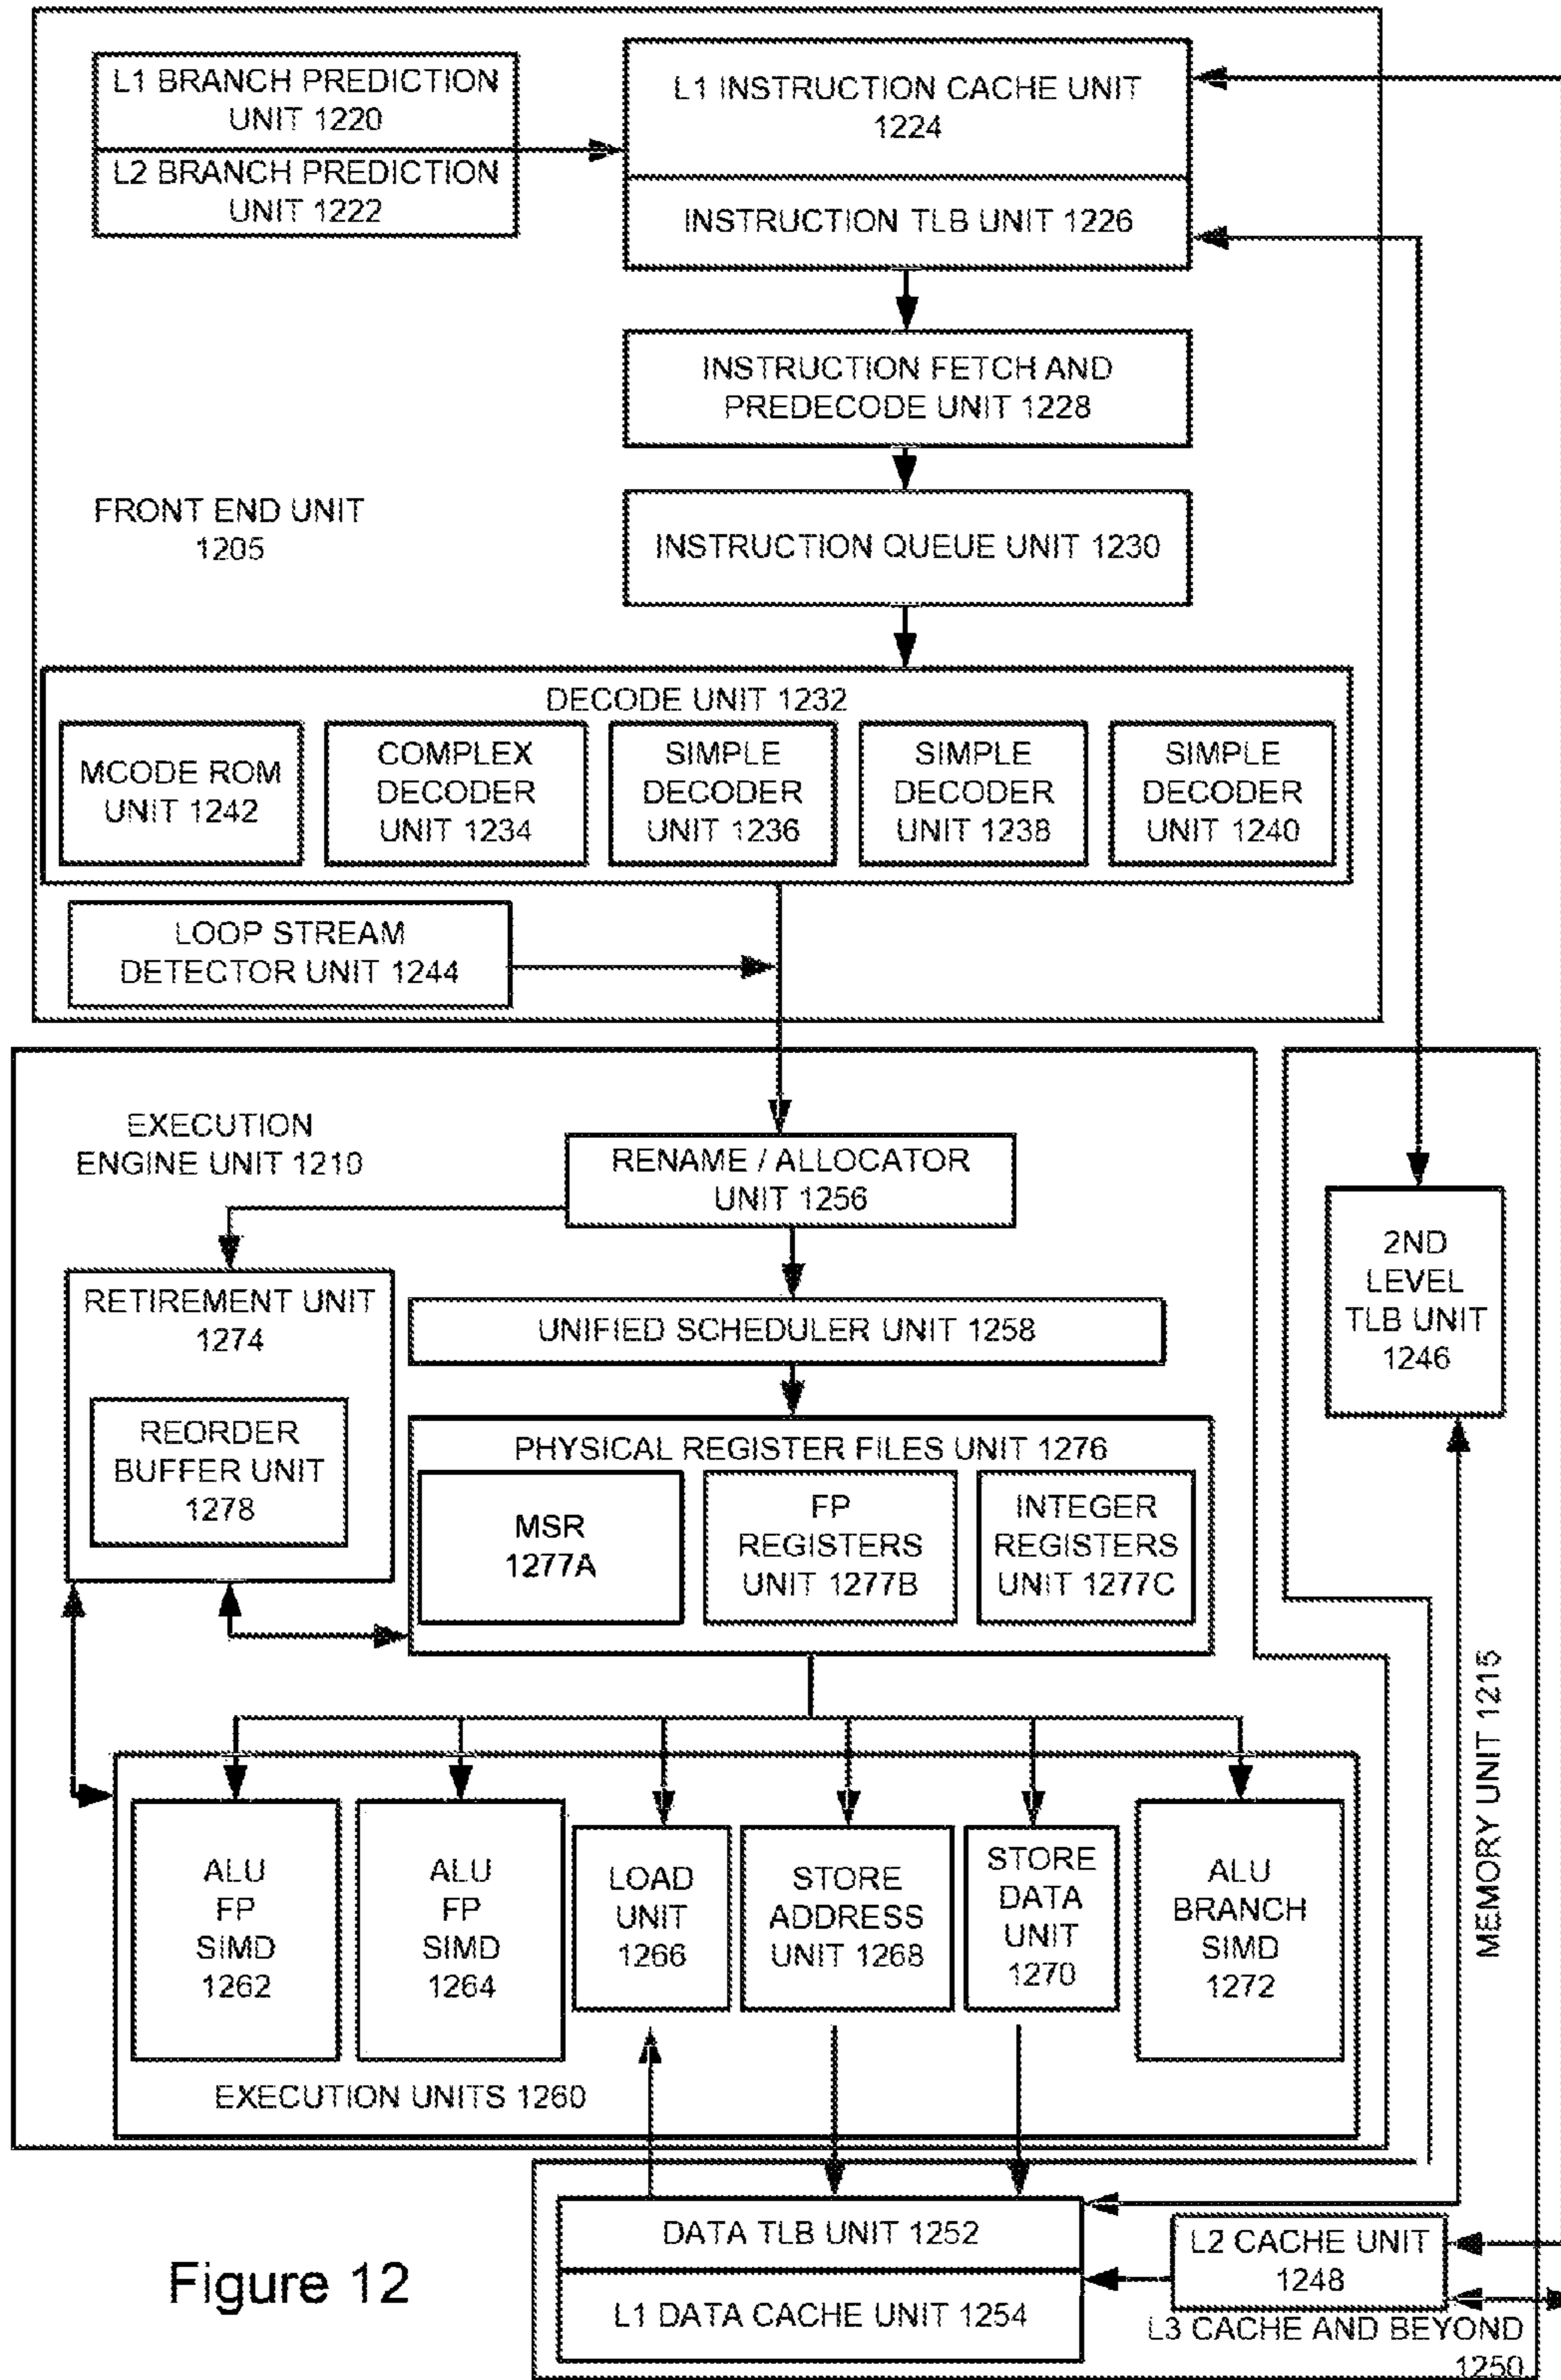 L1 BRANCH PREDICTION
UNIT 1220
L2 BRANCH PREDICTION
UNIT 1222
L1 INSTRUCTION CACHE UNIT
1224
INSTRUCTION TLB UNIT 1226
INSTRUCTION FETCH AND
PREDECODE UNIT 1228
FRONT END UNIT
1205
INSTRUCTION QUEUE UNIT 1230
DECODE UNIT 1232
MCODE ROM
UNIT 1242
COMPLEX
DECODER
UNIT 1234
SIMPLE
DECODER
UNIT 1236
SIMPLE
DECODER
UNIT 1238
SIMPLE
DECODER
UNIT 1240
LOOP STREAM
DETECTOR UNIT 1244
EXECUTION
ENGINE UNIT 1210
RENAME / ALLOCATOR
UNIT 1256
2ND
LEVEL
TLB UNIT
1246
RETIREMENT UNIT
1274
UNIFIED SCHEDULER UNIT 1258
REORDER
BUFFER UNIT
1278
PHYSICAL REGISTER FILES UNIT 1276
MSR
1277A
FP
REGISTERS
UNIT 1277B
INTEGER
REGISTERS
UNIT 1277C
MEMORY UNIT 1215
ALU
FP
SIMD
1262
ALU
FP
SIMD
1264
LOAD
UNIT
1266
STORE
ADDRESS
UNIT 1268
STORE
DATA
UNIT
1270
ALU
BRANCH
SIMD
1272
EXECUTION UNITS 1260
DATA TLB UNIT 1252
L1 DATA CACHE UNIT 1254
L2 CACHE UNIT
1248
L3 CACHE AND BEYOND
1250
Figure 12